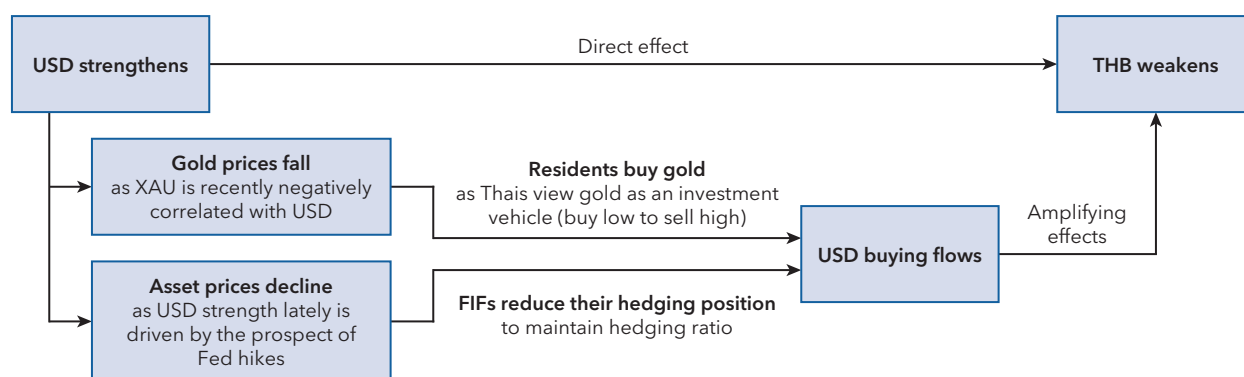 Direct effect
USD strengthens
THB weakens
Gold prices fall
as XAU is recently negatively
correlated with USD
Residents buy gold
as Thais view gold as an investment
vehicle (buy low to sell high)
Amplifying
effects
USD buying flows
Asset prices decline
as USD strength lately is
driven by the prospect of
Fed hikes
FIFs reduce their hedging position
to maintain hedging ratio